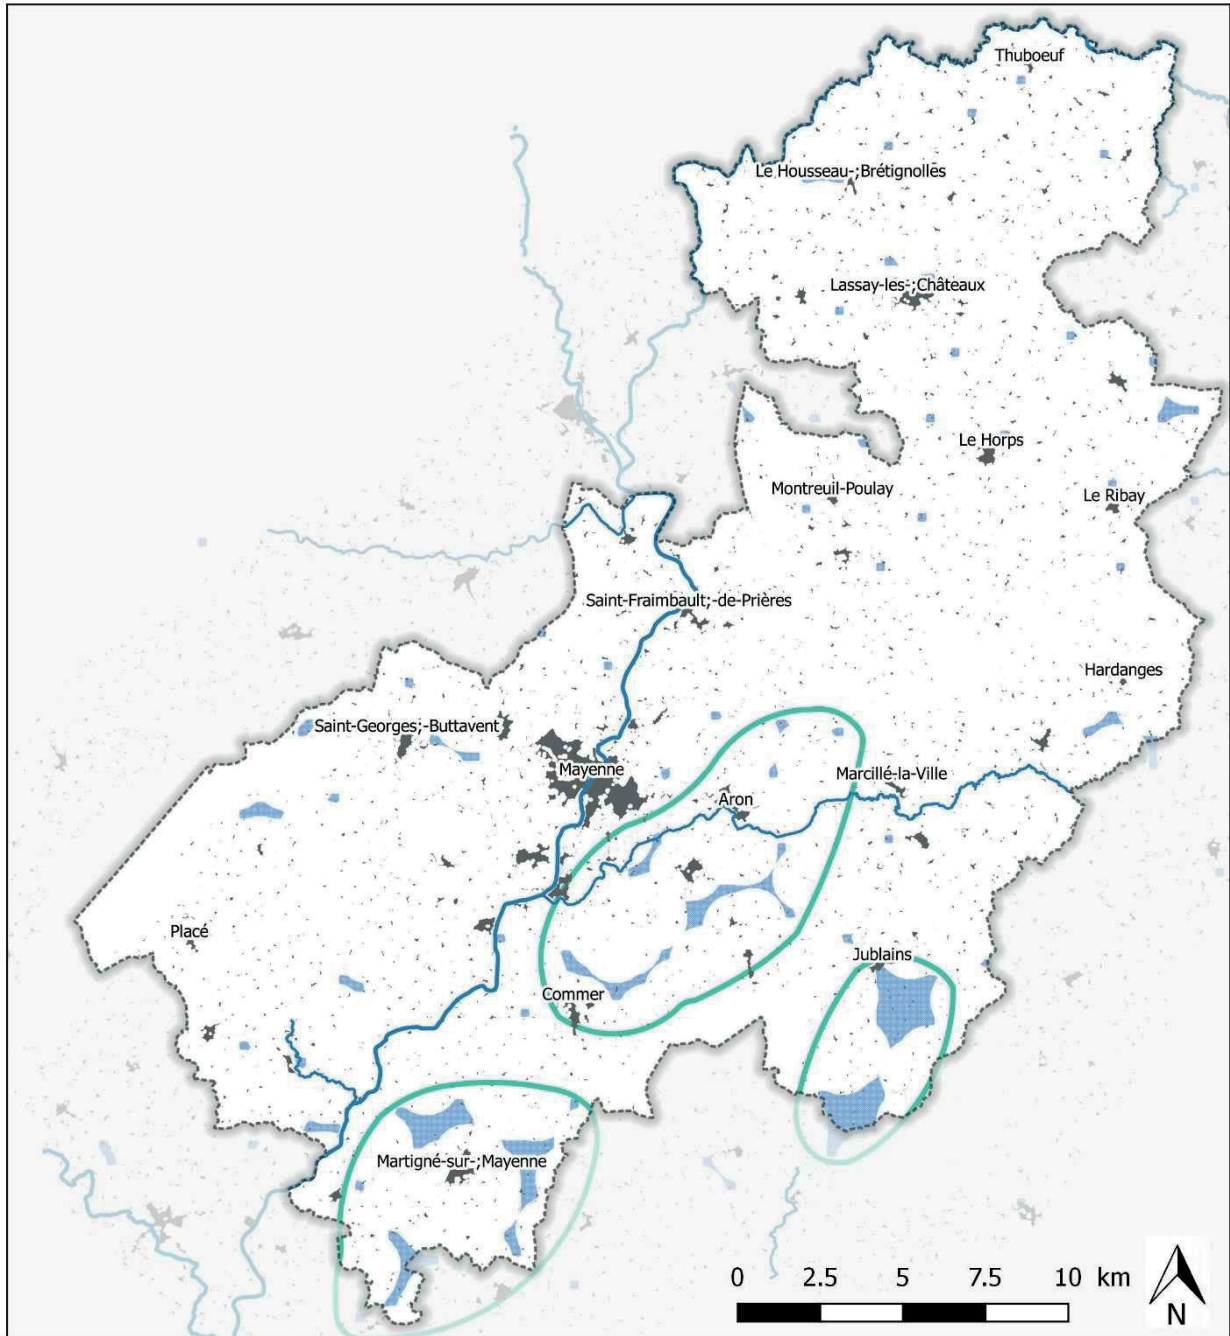 Thuboeuf
Le Housseau-;Brétignolles
Lassay-les-;Châteaux
Le Horps
Montreuil-Poulay
Le Ribay
Saint-Fraimbault;-de-Prières
Hardanges
Saint-Georges;-Buttavent
Mayenne
Marcillé-la-Ville
Aron
Placé
Jublains
Commer
Martigné-sur-;Mayenne
0 2.5 5 7.5 10 km
N